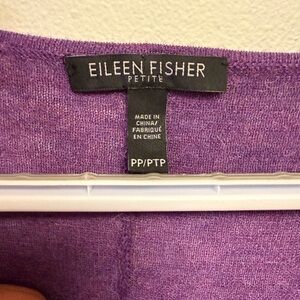 EILEEN FISHER
PETITE
MADE IN
CHINA/
FABRIQUÉ
EN CHINE
PP/PTP